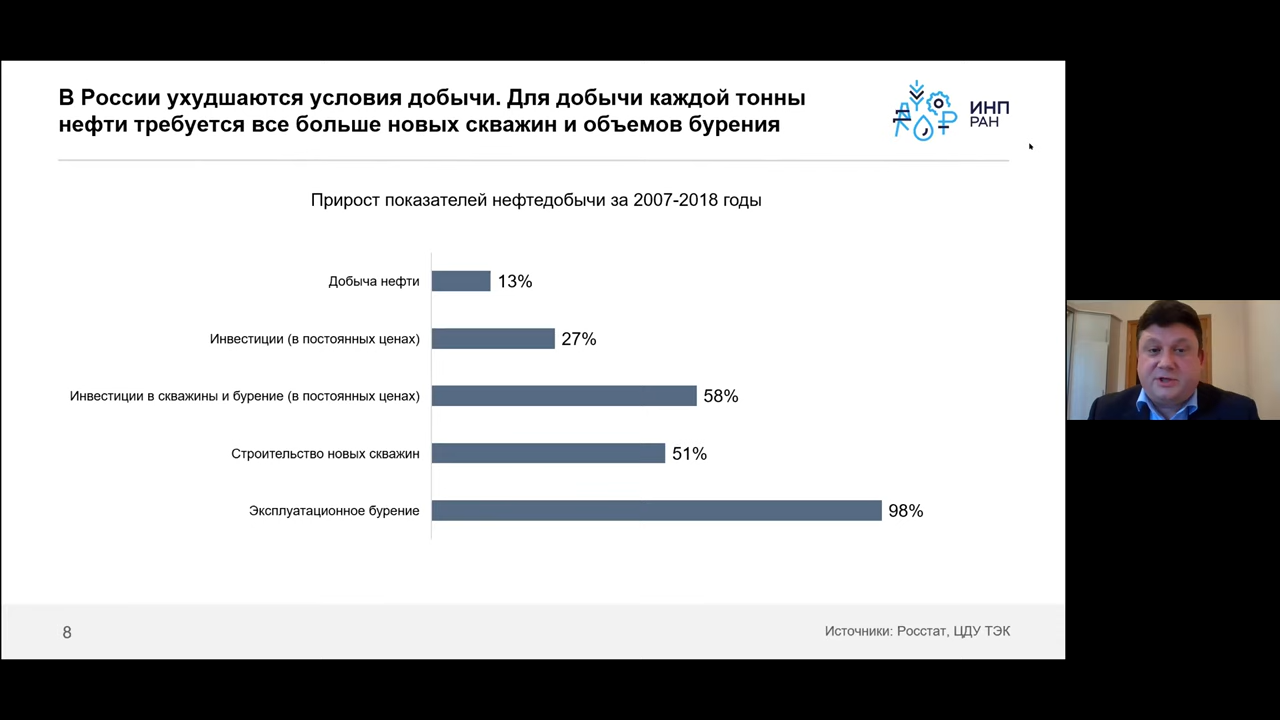 В России ухудшаются условия добычи. Для добычи каждой тонны
нефти требуется все больше новых скважин и объемов бурения
ИНП
РАН
Прирост показателей нефтедобычи за 2007-2018 годы
Добыча нефти 13%
Инвестиции (в постоянных ценах) 27%
Инвестиции в скважины и бурение (в постоянных ценах) 58%
Строительство новых скважин 51%
Эксплуатационное бурение 98%
8
Источники: Росстат, ЦДУ ТЭК